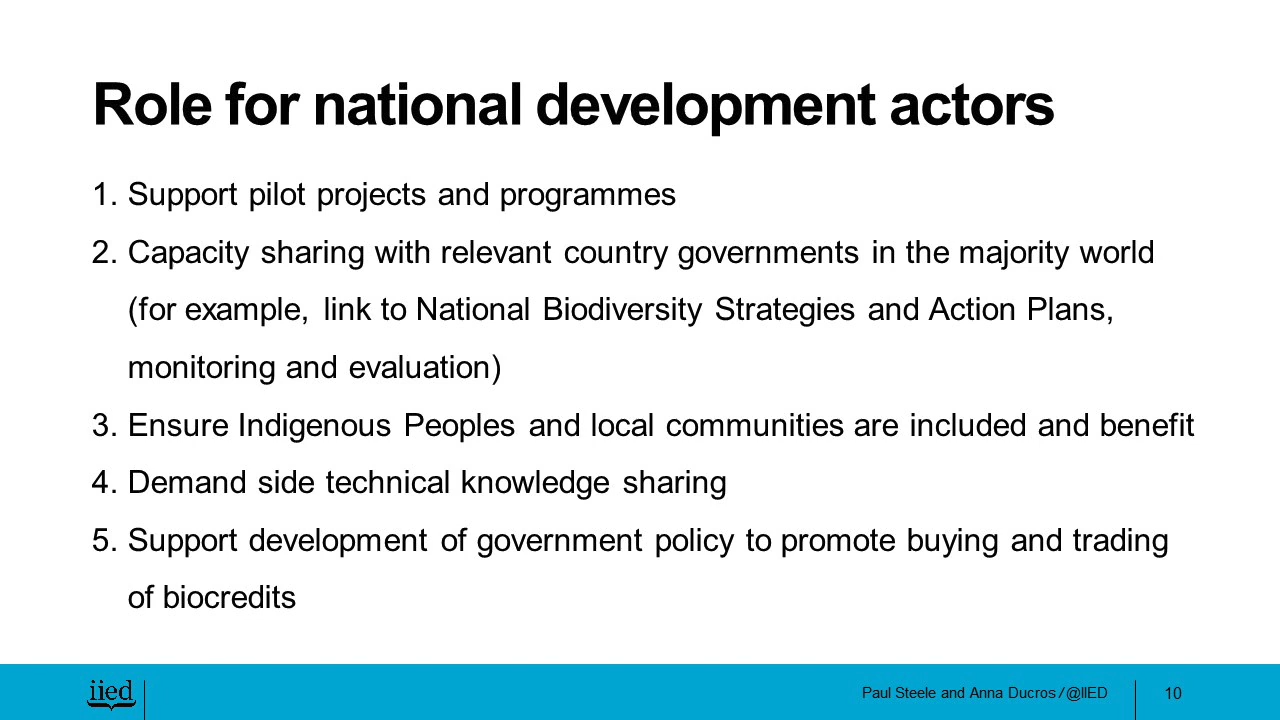 Role for national development actors
1. Support pilot projects and programmes
2. Capacity sharing with relevant country governments in the majority world
(for example, link to National Biodiversity Strategies and Action Plans,
monitoring and evaluation)
3. Ensure Indigenous Peoples and local communities are included and benefit
4. Demand side technical knowledge sharing
5. Support development of government policy to promote buying and trading
of biocredits
iied
Paul Steele and Anna Ducros / @IIED
10